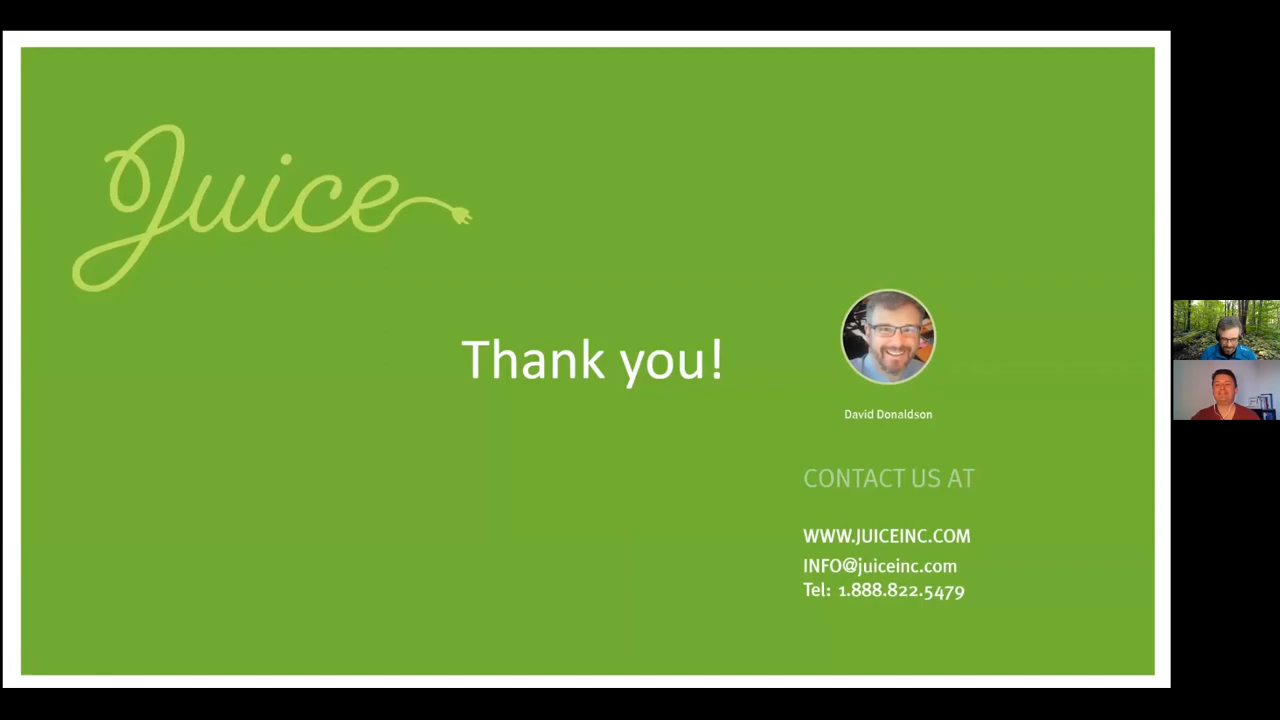 Juice
Thank you!
David Donaldson
CONTACT US AT
WWW.JUICEINC.COM
INFO@juiceinc.com
Tel: 1.888.822.5479